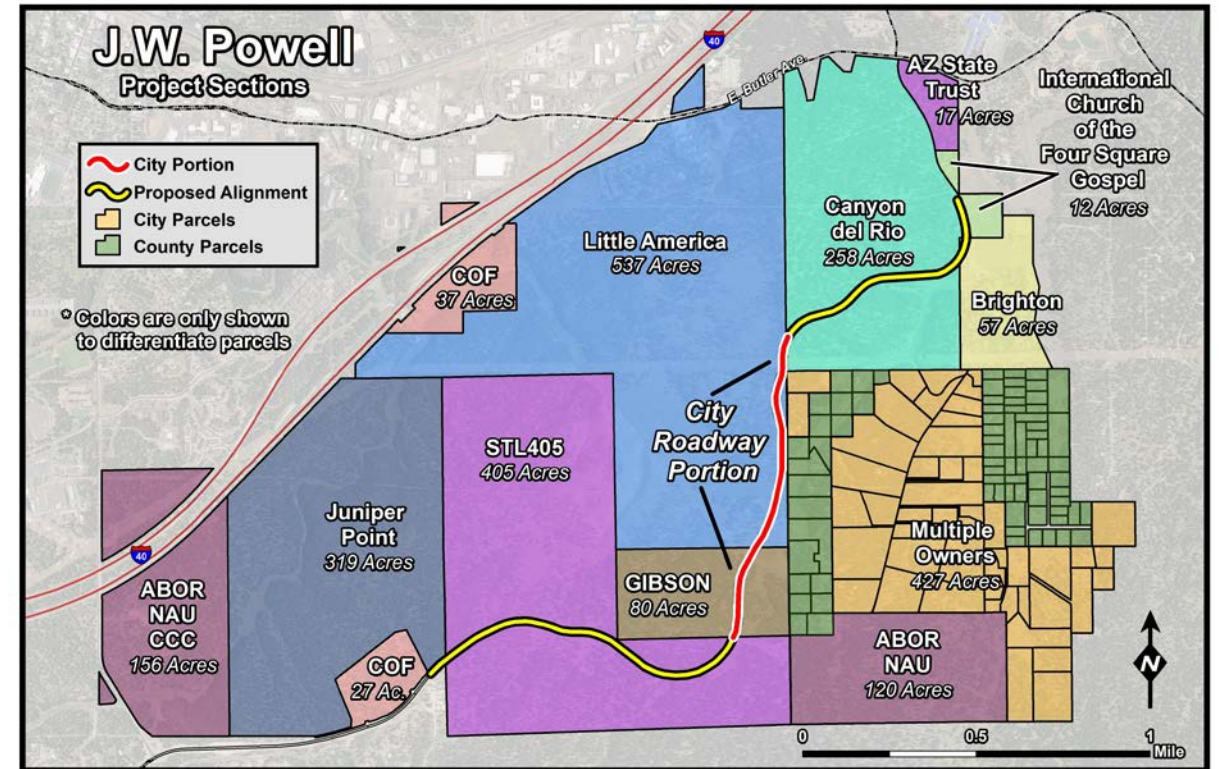 J.W. Powell
Project Sections
City Portion
Proposed Alignment
City Parcels
County Parcels
* Colors are only shown
to differentiate parcels
40
E. Butler Ave.
AZ State
Trust
17 Acres
International
Church
of the
Four Square
Gospel
12 Acres
Canyon
del Rio
258 Acres
Little America
537 Acres
COF
37 Acres
Brighton
57 Acres
City
Roadway
Portion
STL405
405 Acres
Juniper
Point
319 Acres
Multiple
Owners
427 Acres
GIBSON
80 Acres
40
ABOR
NAU
CCC
156 Acres
COF
27 Ac.
ABOR
NAU
120 Acres
N
0 0.5 1
Mile